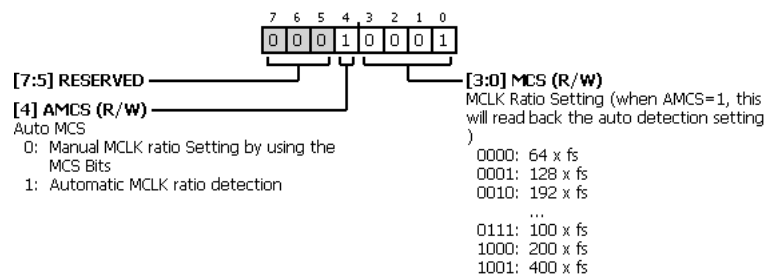 7 6 5 4 3 2 1 0
0 0 0 1 0 0 0 1
[7:5] RESERVED
[4] AMCS (R/W)
Auto MCS
0: Manual MCLK ratio Setting by using the
MCS Bits
1: Automatic MCLK ratio detection
[3:0] MCS (R/W)
MCLK Ratio Setting (when AMCS=1, this
will read back the auto detection setting
)
0000: 64 x fs
0001: 128 x fs
0010: 192 x fs
...
0111: 100 x fs
1000: 200 x fs
1001: 400 x fs